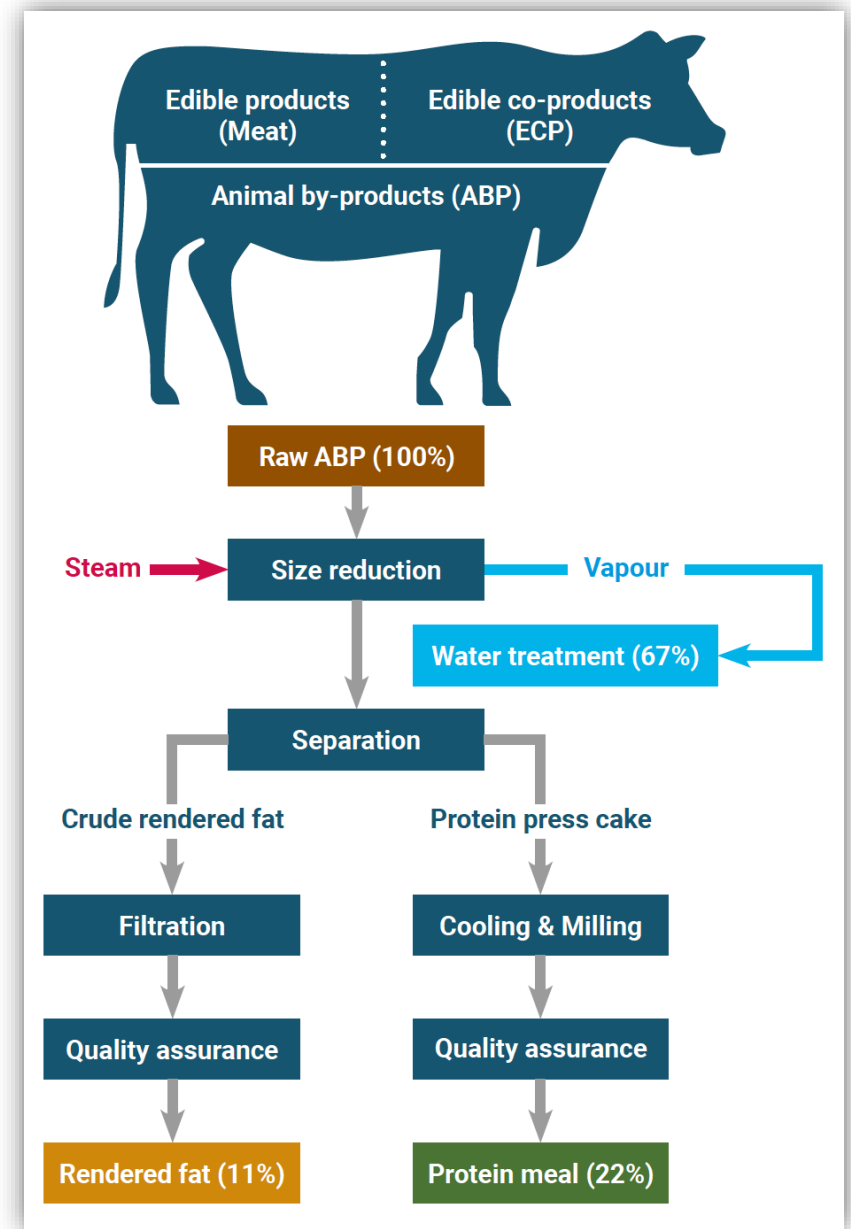 Edible products
(Meat)
Edible co-products
(ECP)
Animal by-products (ABP)
Raw ABP (100%)
Steam
Size reduction
Vapour
Water treatment (67%)
Separation
Crude rendered fat
Protein press cake
Filtration
Cooling & Milling
Quality assurance
Quality assurance
Rendered fat (11%)
Protein meal (22%)